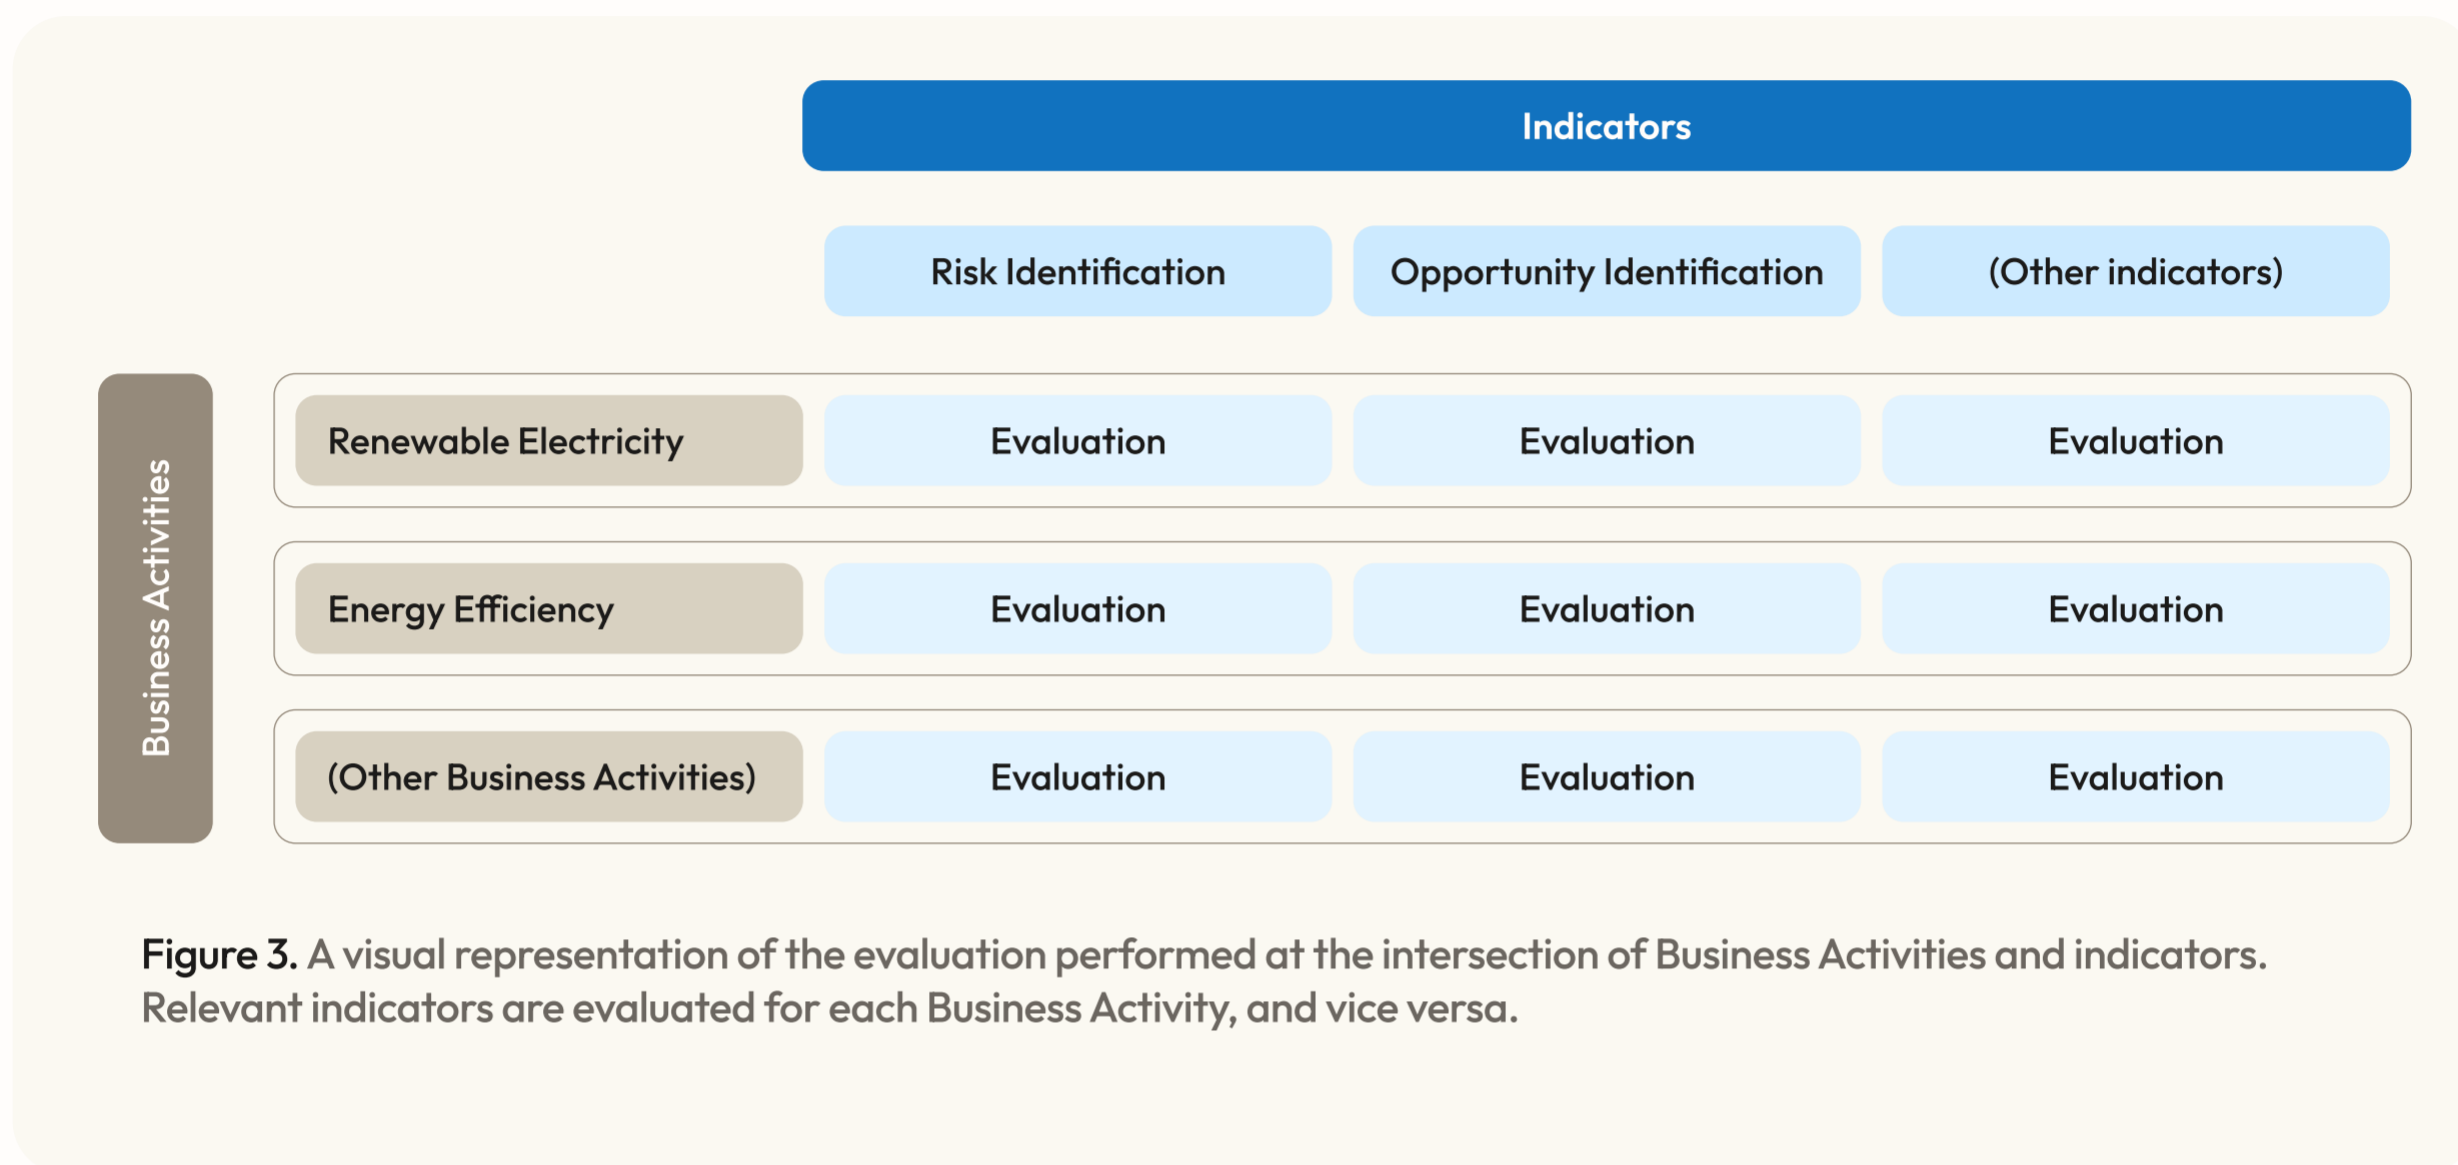 Indicators
Risk Identification Opportunity Identification (Other indicators)
Business Activities
Renewable Electricity Evaluation Evaluation Evaluation
Energy Efficiency Evaluation Evaluation Evaluation
(Other Business Activities) Evaluation Evaluation Evaluation
Figure 3. A visual representation of the evaluation performed at the intersection of Business Activities and indicators.
Relevant indicators are evaluated for each Business Activity, and vice versa.